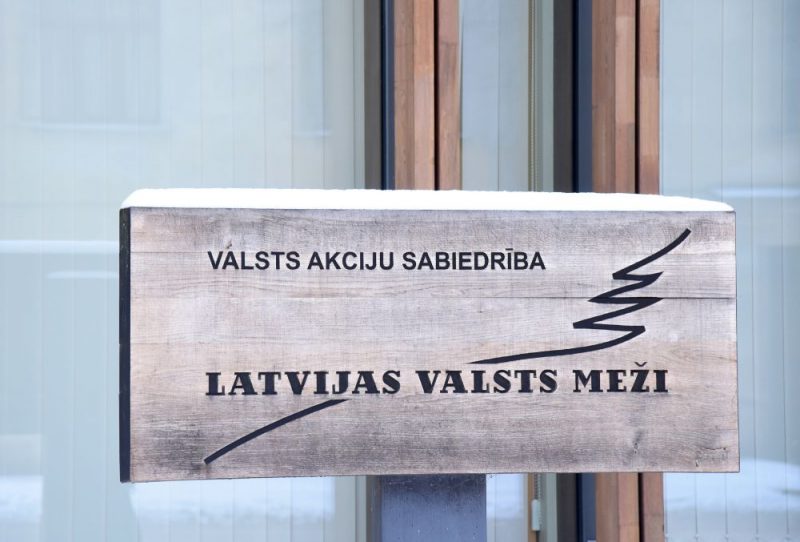 VALSTS AKCIJU SABIEDRĪBA
LATVIJAS VALSTS MEŽI